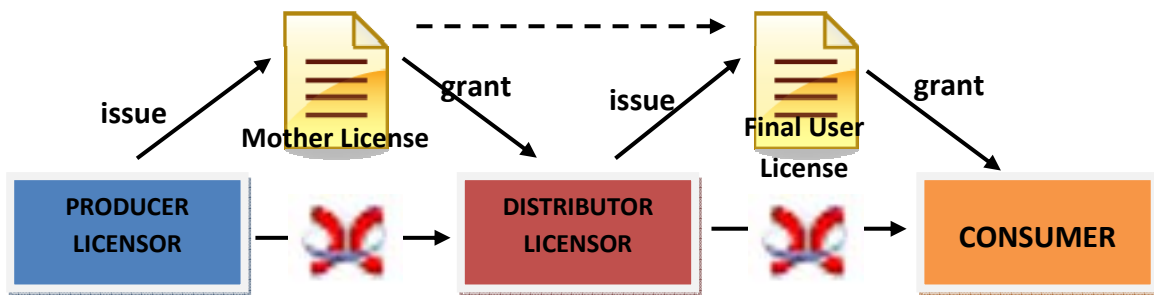 issue
Mother License
grant
issue
Final User
License
grant
PRODUCER
LICENSOR
DISTRIBUTOR
LICENSOR
CONSUMER